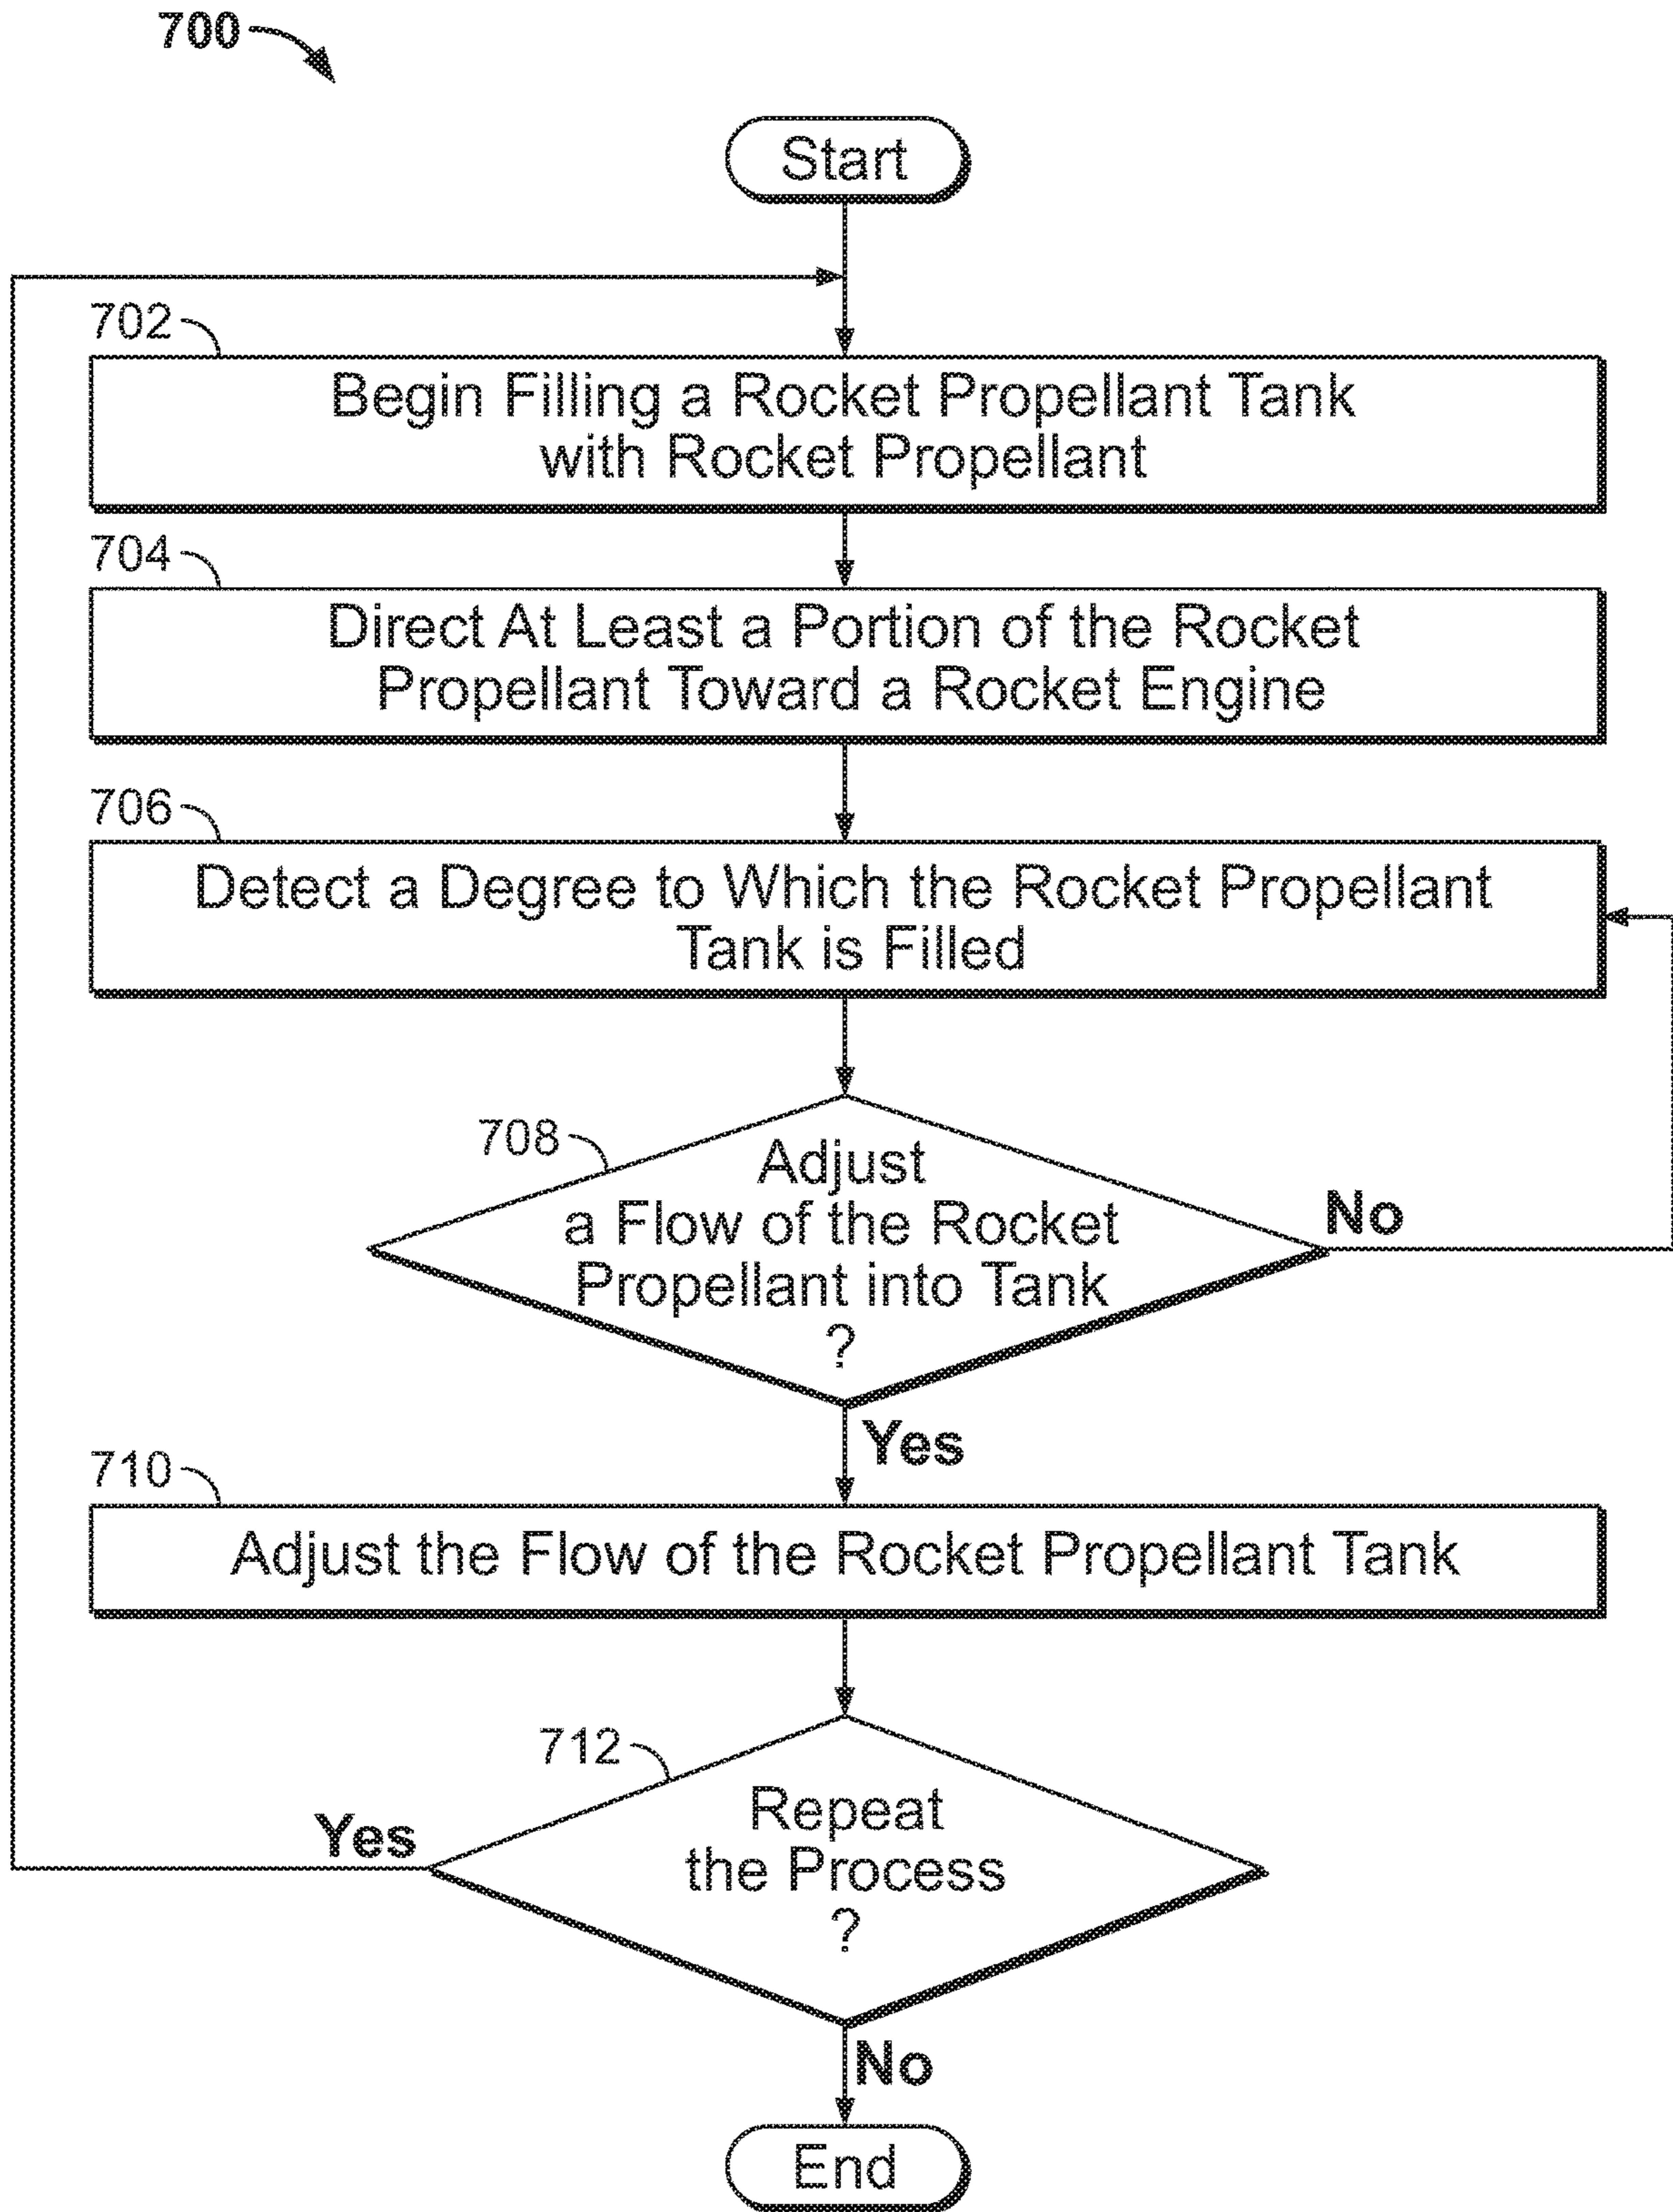 700
Start
702
Begin Filling a Rocket Propellant Tank
with Rocket Propellant
704
Direct At Least a Portion of the Rocket
Propellant Toward a Rocket Engine
706
Detect a Degree to Which the Rocket Propellant
Tank is Filled
708
Adjust
a Flow of the Rocket
Propellant into Tank
?
No
Yes
710
Adjust the Flow of the Rocket Propellant Tank
712
Repeat
the Process
?
Yes
No
End